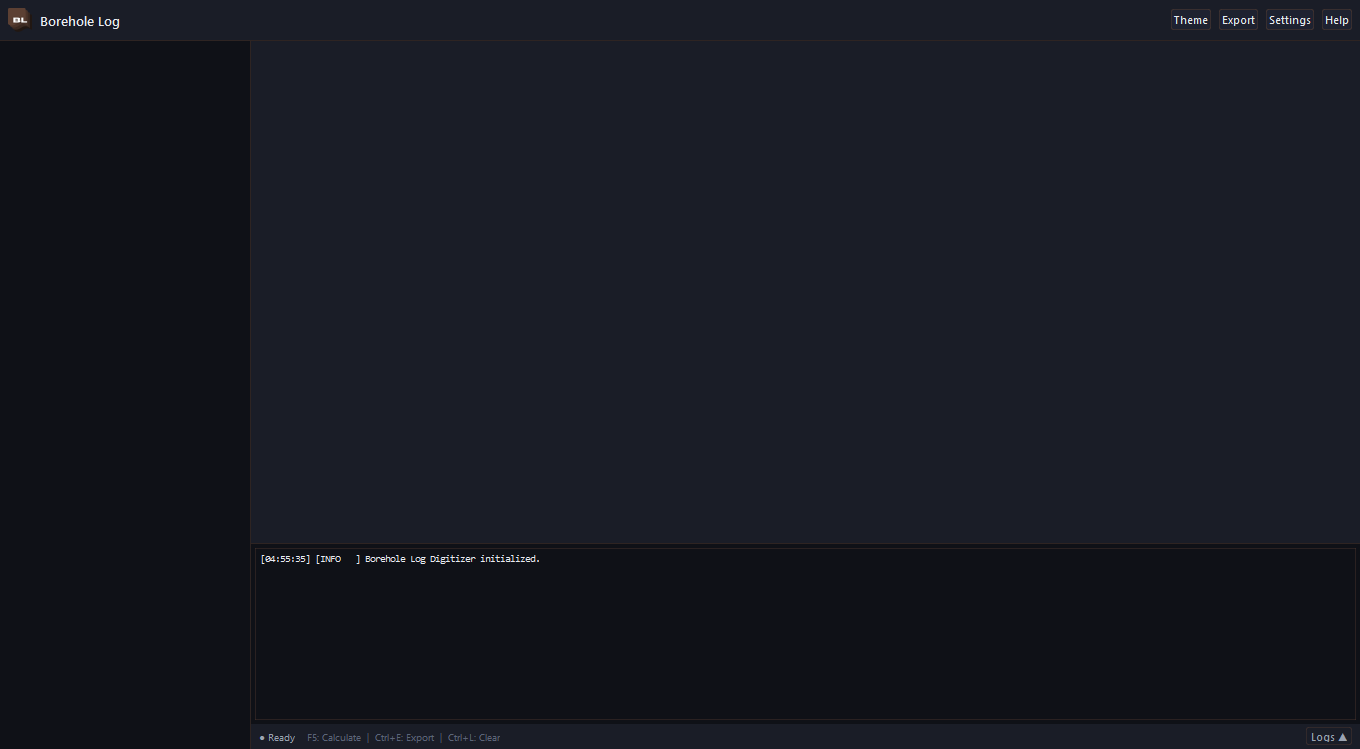 BL
Borehole Log
Theme Export Settings Help
[04:55:35] [INFO   ] Borehole Log Digitizer initialized.
● Ready F5: Calculate | Ctrl+E: Export | Ctrl+L: Clear
Logs ▲